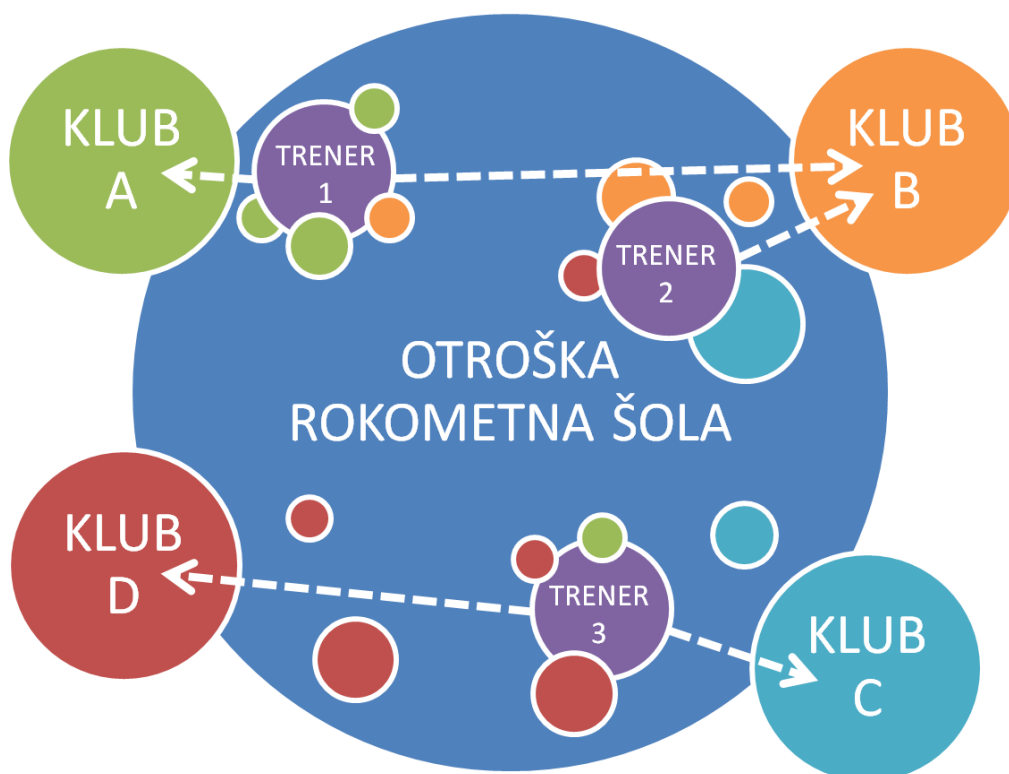 KLUB
A
TRENER
1
KLUB
B
TRENER
2
OTROŠKA
ROKOMETNA ŠOLA
KLUB
D
TRENER
3
KLUB
C